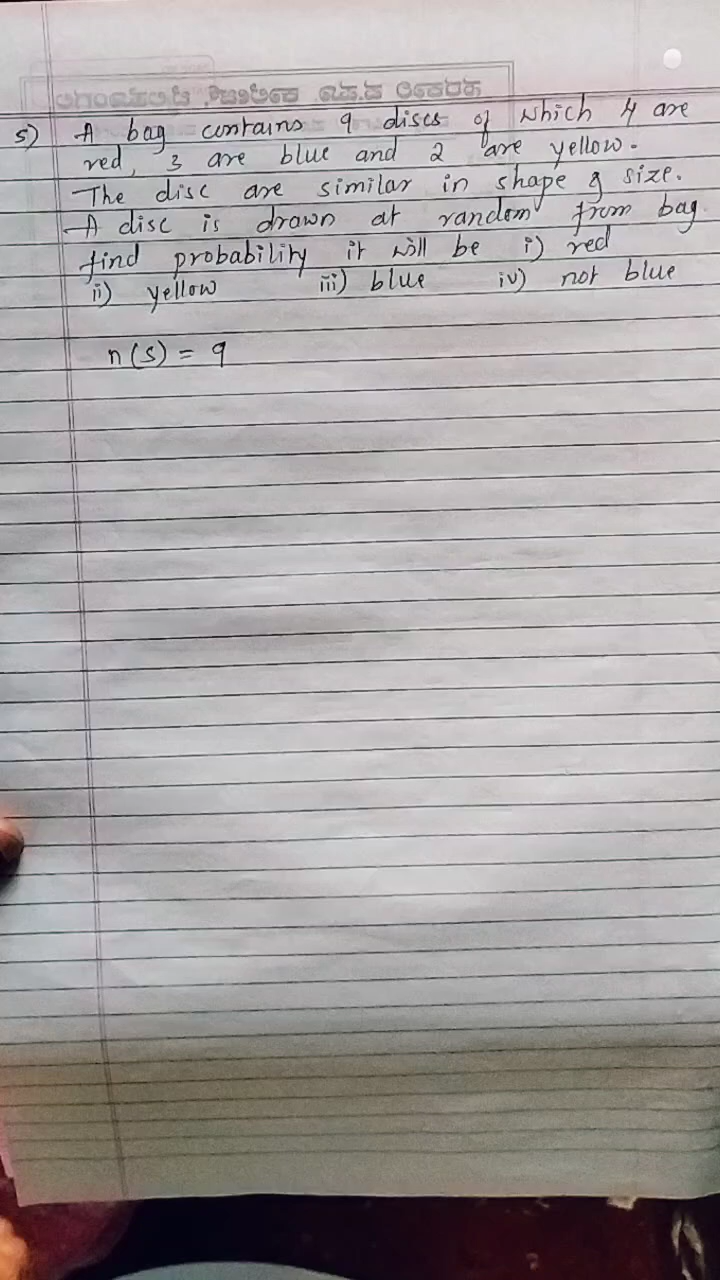 5) A bag contains 9 discs of which 4 are
red, 3 are blue and 2 are yellow.
The disc are similar in shape & size.
A disc is drawn at random from bag.
find probability it will be i) red
ii) yellow iii) blue iv) not blue
n(s) = 9